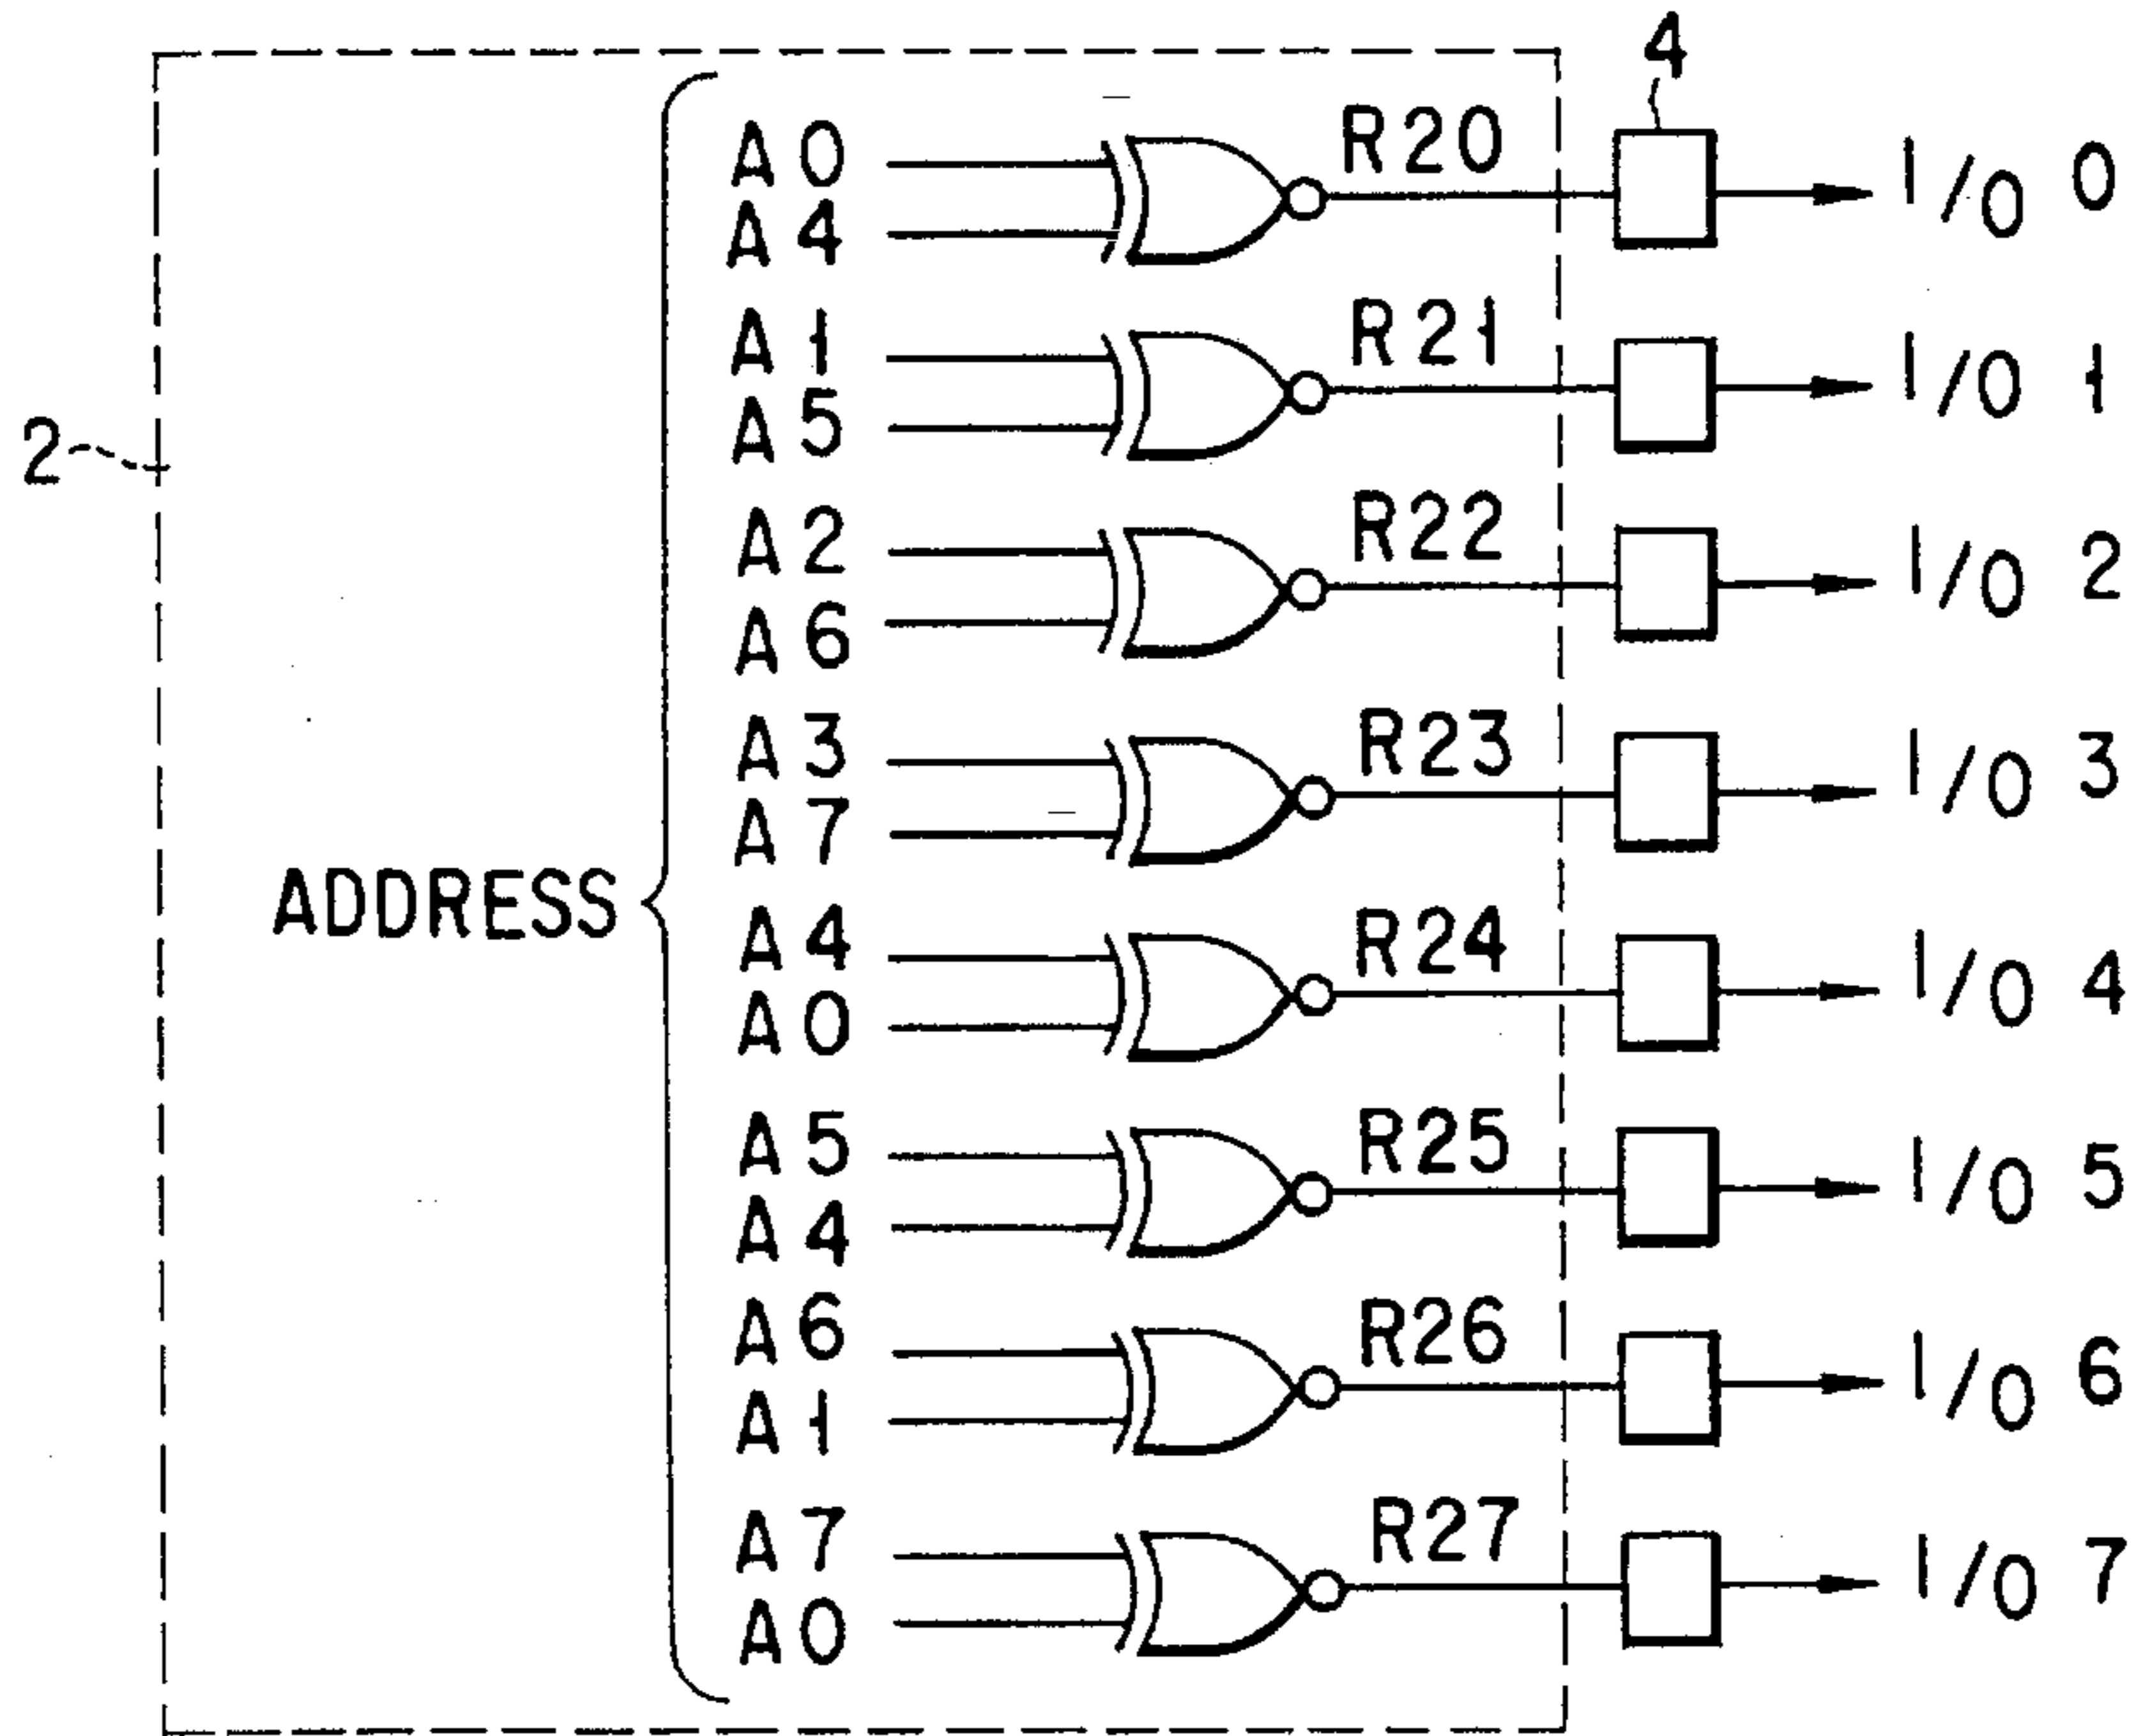 4
A0 R20 I/O 0
A4
A1 R21 I/O 1
A5
2
A2 R22 I/O 2
A6
A3 R23 I/O 3
A7
ADDRESS
A4 R24 I/O 4
A0
A5 R25 I/O 5
A4
A6 R26 I/O 6
A1
A7 R27 I/O 7
A0